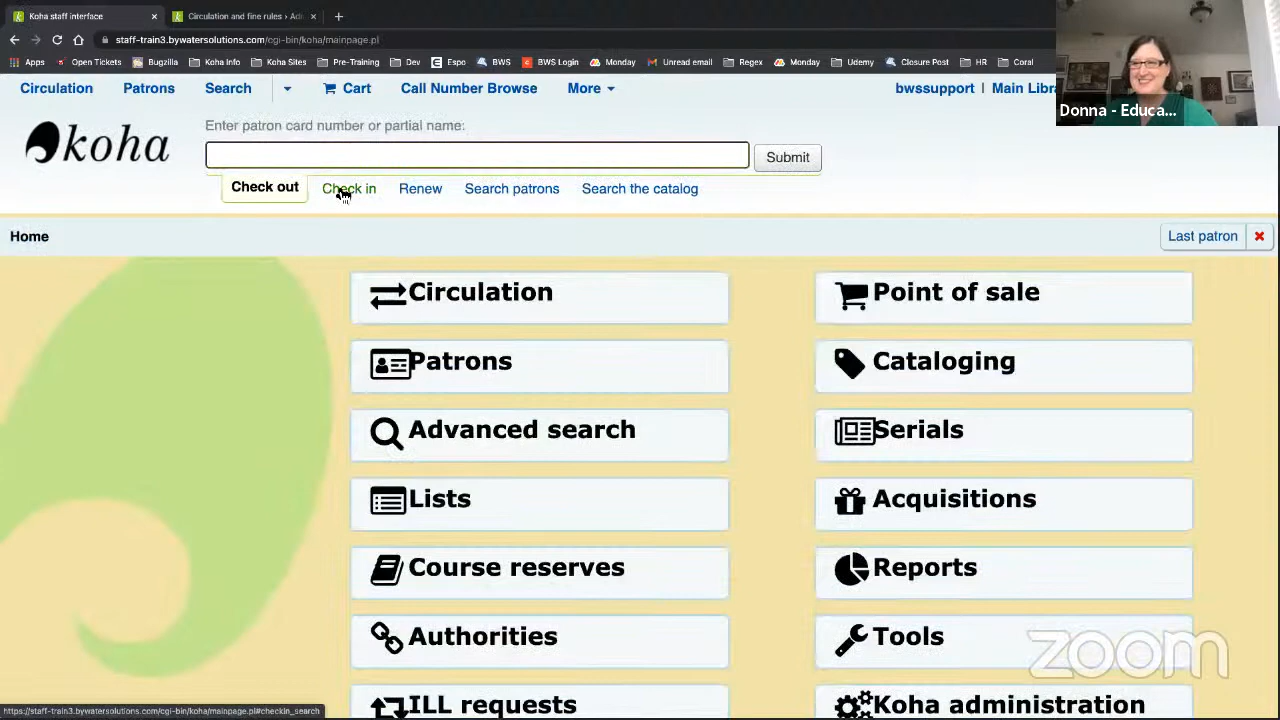 Koha staff interface
Circulation and fine rules › Adm
staff-train3.bywatersolutions.com/cgi-bin/koha/mainpage.pl
Apps Open Tickets Bugzilla Koha Info Koha Sites Pre-Training Dev Espo BWS BWS Login Monday Unread email Regex Monday Udemy Closure Post HR Coral
Circulation Patrons Search Cart Call Number Browse More bwssupport | Main Libra
Donna - Educa...
koha
Enter patron card number or partial name:
Submit
Check out Check in Renew Search patrons Search the catalog
Home
Last patron
Circulation
Point of sale
Patrons
Cataloging
Advanced search
Serials
Lists
Acquisitions
Course reserves
Reports
Authorities
Tools
zoom
ILL requests
Koha administration
https://staff-train3.bywatersolutions.com/cgi-bin/koha/mainpage.pl#checkin_search